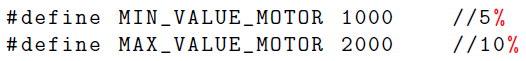 #define MIN_VALUE_MOTOR 1000 //5%
#define MAX_VALUE_MOTOR 2000 //10%